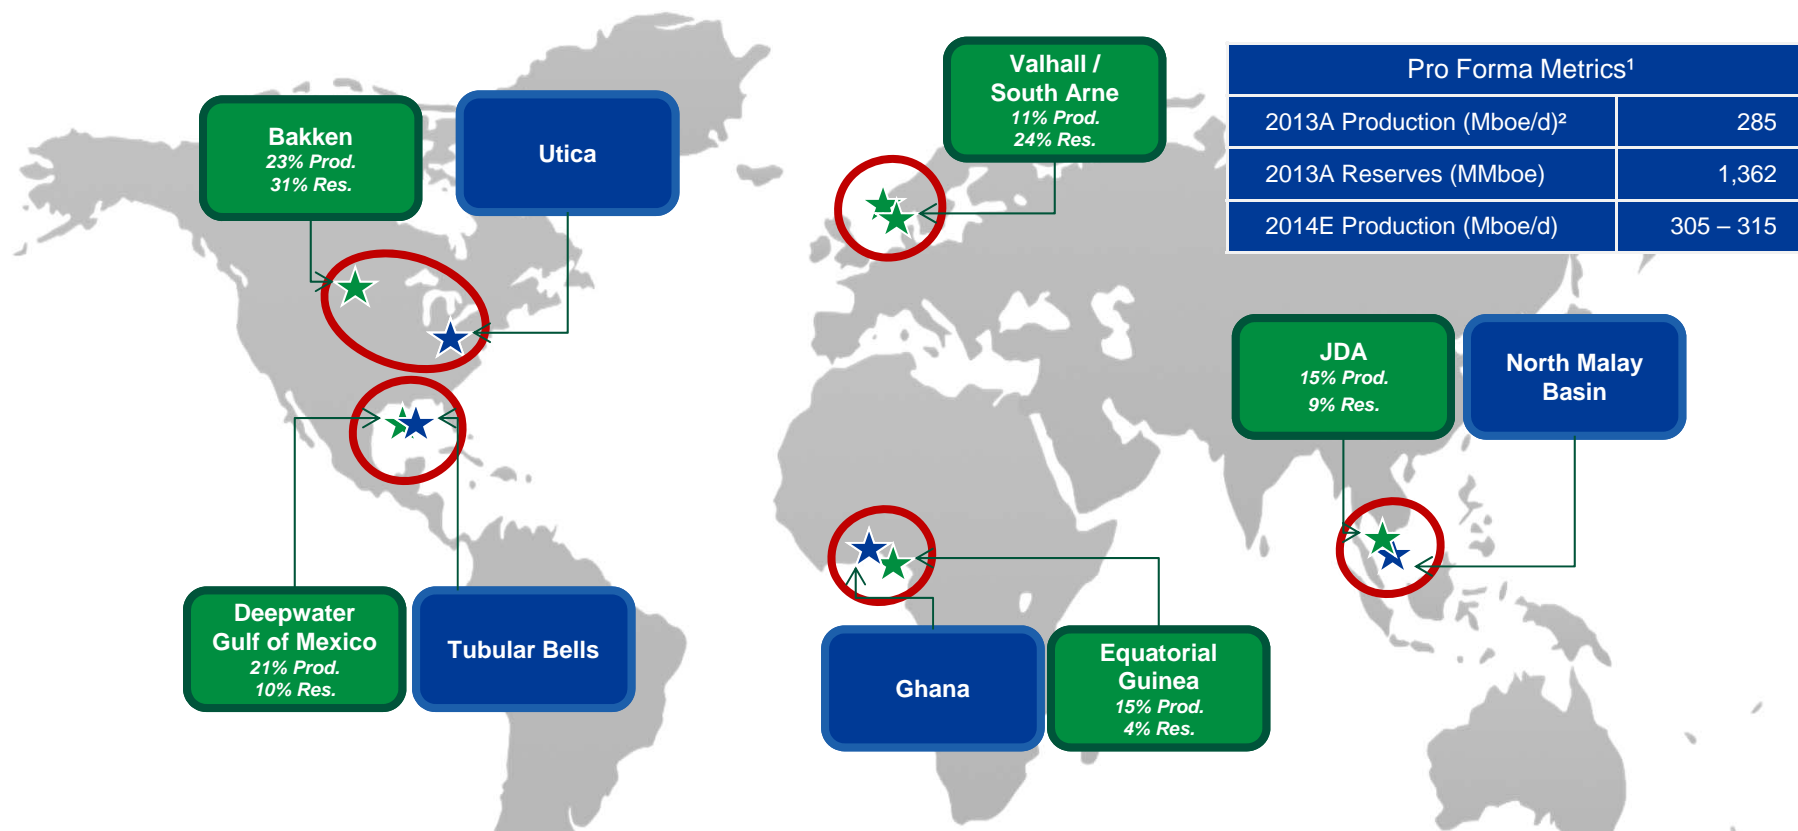 Valhall /
South Arne
11% Prod.
24% Res.
Pro Forma Metrics¹
2013A Production (Mboe/d)² 285
2013A Reserves (MMboe) 1,362
2014E Production (Mboe/d) 305 – 315
Bakken
23% Prod.
31% Res.
Utica
JDA
15% Prod.
9% Res.
North Malay
Basin
Deepwater
Gulf of Mexico
21% Prod.
10% Res.
Tubular Bells
Ghana
Equatorial
Guinea
15% Prod.
4% Res.